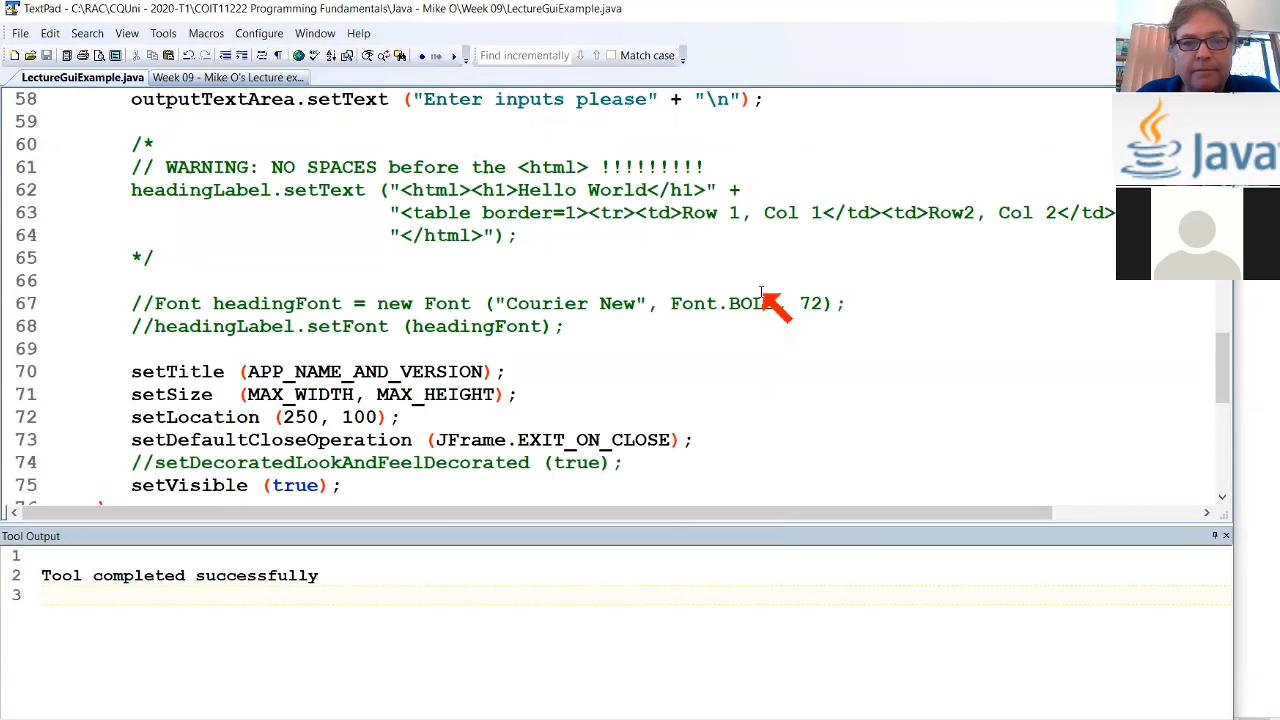 TextPad - C:\RAC\CQUni - 2020-T1\COIT11222 Programming Fundamentals\Java - Mike O\Week 09\LectureGuiExample.java
File Edit Search View Tools Macros Configure Window Help
Find incrementally Match case
LectureGuiExample.java Week 09 - Mike O's Lecture ex...
58 outputTextArea.setText ("Enter inputs please" + "\n");
59
60 /*
61 // WARNING: NO SPACES before the <html> !!!!!!!!!
62 headingLabel.setText ("<html><h1>Hello World</h1>" +
63 "<table border=1><tr><td>Row 1, Col 1</td><td>Row2, Col 2</td>
64 "</html>");
65 */
66
67 //Font headingFont = new Font ("Courier New", Font.BOLD, 72);
68 //headingLabel.setFont (headingFont);
69
70 setTitle (APP_NAME_AND_VERSION);
71 setSize (MAX_WIDTH, MAX_HEIGHT);
72 setLocation (250, 100);
73 setDefaultCloseOperation (JFrame.EXIT_ON_CLOSE);
74 //setDecoratedLookAndFeelDecorated (true);
75 setVisible (true);
Java
Tool Output
1
2 Tool completed successfully
3